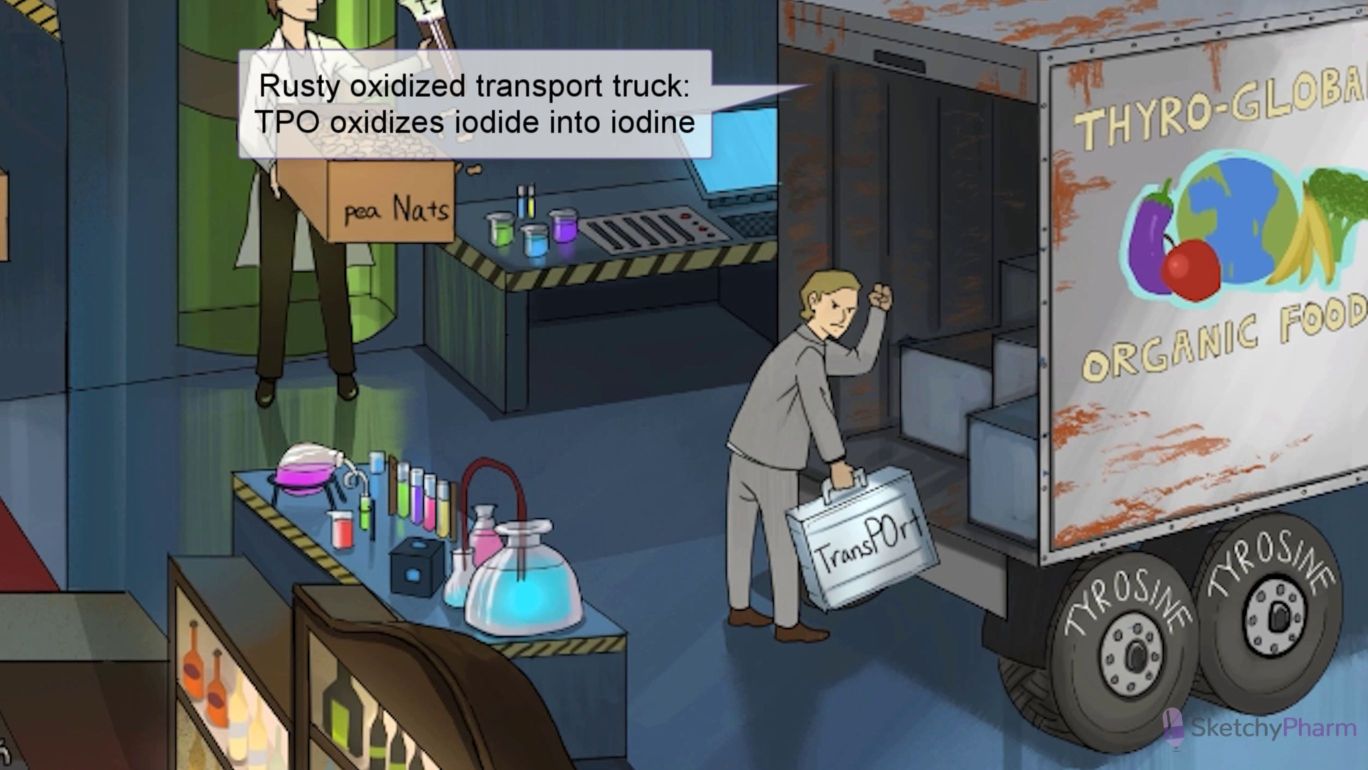 Rusty oxidized transport truck:
TPO oxidizes iodide into iodine
THYRO-GLOBA
pea Nats
ORGANIC FOOD
TransPOrt
TYROSINE
TYROSINE
SketchyPharm